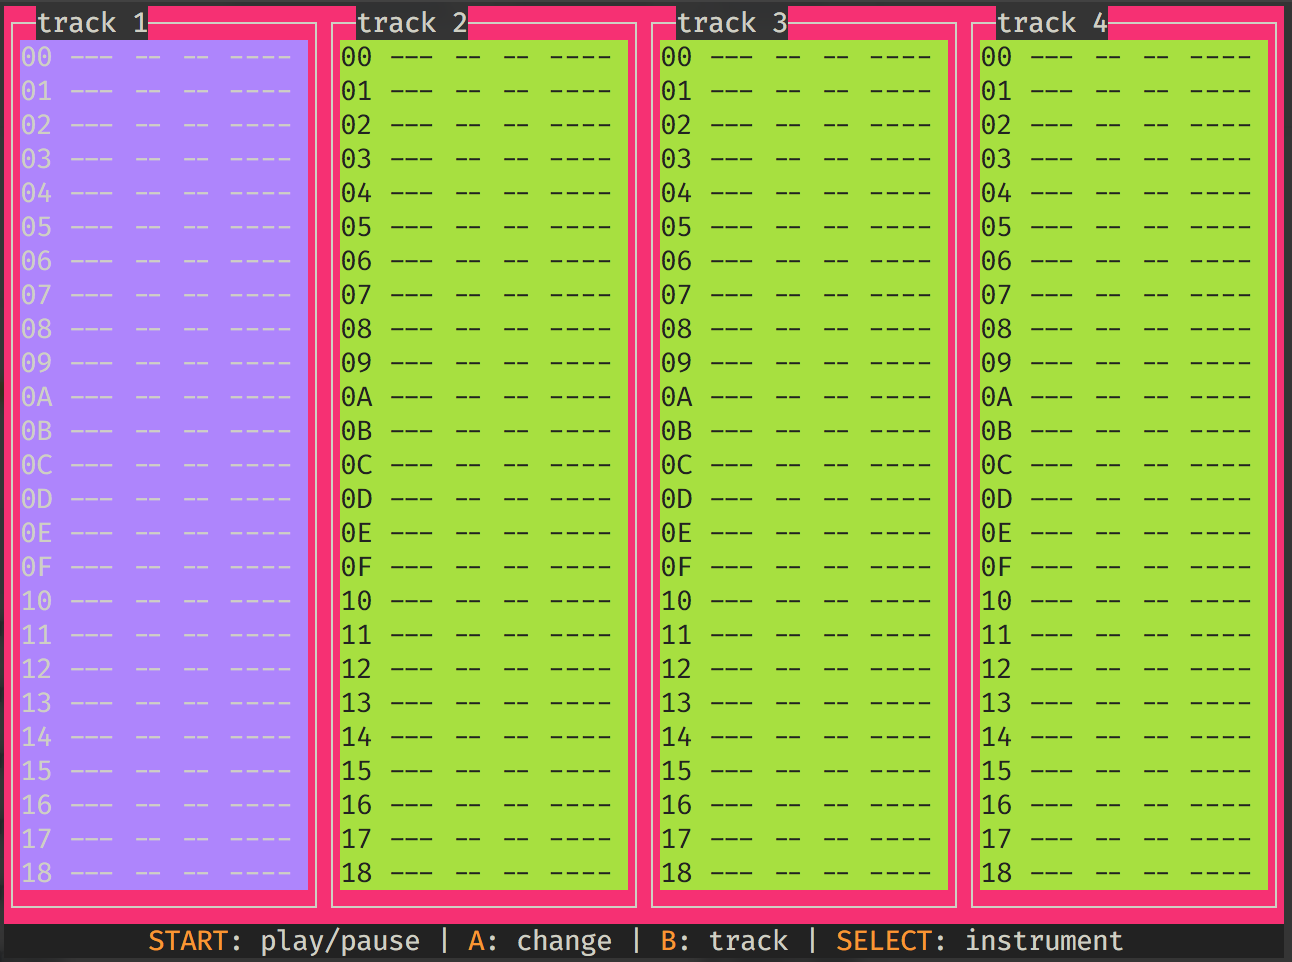 track 1 track 2 track 3 track 4
00 --- -- -- ---- 00 --- -- -- ---- 00 --- -- -- ---- 00 --- -- -- ----
01 --- -- -- ---- 01 --- -- -- ---- 01 --- -- -- ---- 01 --- -- -- ----
02 --- -- -- ---- 02 --- -- -- ---- 02 --- -- -- ---- 02 --- -- -- ----
03 --- -- -- ---- 03 --- -- -- ---- 03 --- -- -- ---- 03 --- -- -- ----
04 --- -- -- ---- 04 --- -- -- ---- 04 --- -- -- ---- 04 --- -- -- ----
05 --- -- -- ---- 05 --- -- -- ---- 05 --- -- -- ---- 05 --- -- -- ----
06 --- -- -- ---- 06 --- -- -- ---- 06 --- -- -- ---- 06 --- -- -- ----
07 --- -- -- ---- 07 --- -- -- ---- 07 --- -- -- ---- 07 --- -- -- ----
08 --- -- -- ---- 08 --- -- -- ---- 08 --- -- -- ---- 08 --- -- -- ----
09 --- -- -- ---- 09 --- -- -- ---- 09 --- -- -- ---- 09 --- -- -- ----
0A --- -- -- ---- 0A --- -- -- ---- 0A --- -- -- ---- 0A --- -- -- ----
0B --- -- -- ---- 0B --- -- -- ---- 0B --- -- -- ---- 0B --- -- -- ----
0C --- -- -- ---- 0C --- -- -- ---- 0C --- -- -- ---- 0C --- -- -- ----
0D --- -- -- ---- 0D --- -- -- ---- 0D --- -- -- ---- 0D --- -- -- ----
0E --- -- -- ---- 0E --- -- -- ---- 0E --- -- -- ---- 0E --- -- -- ----
0F --- -- -- ---- 0F --- -- -- ---- 0F --- -- -- ---- 0F --- -- -- ----
10 --- -- -- ---- 10 --- -- -- ---- 10 --- -- -- ---- 10 --- -- -- ----
11 --- -- -- ---- 11 --- -- -- ---- 11 --- -- -- ---- 11 --- -- -- ----
12 --- -- -- ---- 12 --- -- -- ---- 12 --- -- -- ---- 12 --- -- -- ----
13 --- -- -- ---- 13 --- -- -- ---- 13 --- -- -- ---- 13 --- -- -- ----
14 --- -- -- ---- 14 --- -- -- ---- 14 --- -- -- ---- 14 --- -- -- ----
15 --- -- -- ---- 15 --- -- -- ---- 15 --- -- -- ---- 15 --- -- -- ----
16 --- -- -- ---- 16 --- -- -- ---- 16 --- -- -- ---- 16 --- -- -- ----
17 --- -- -- ---- 17 --- -- -- ---- 17 --- -- -- ---- 17 --- -- -- ----
18 --- -- -- ---- 18 --- -- -- ---- 18 --- -- -- ---- 18 --- -- -- ----
START: play/pause | A: change | B: track | SELECT: instrument